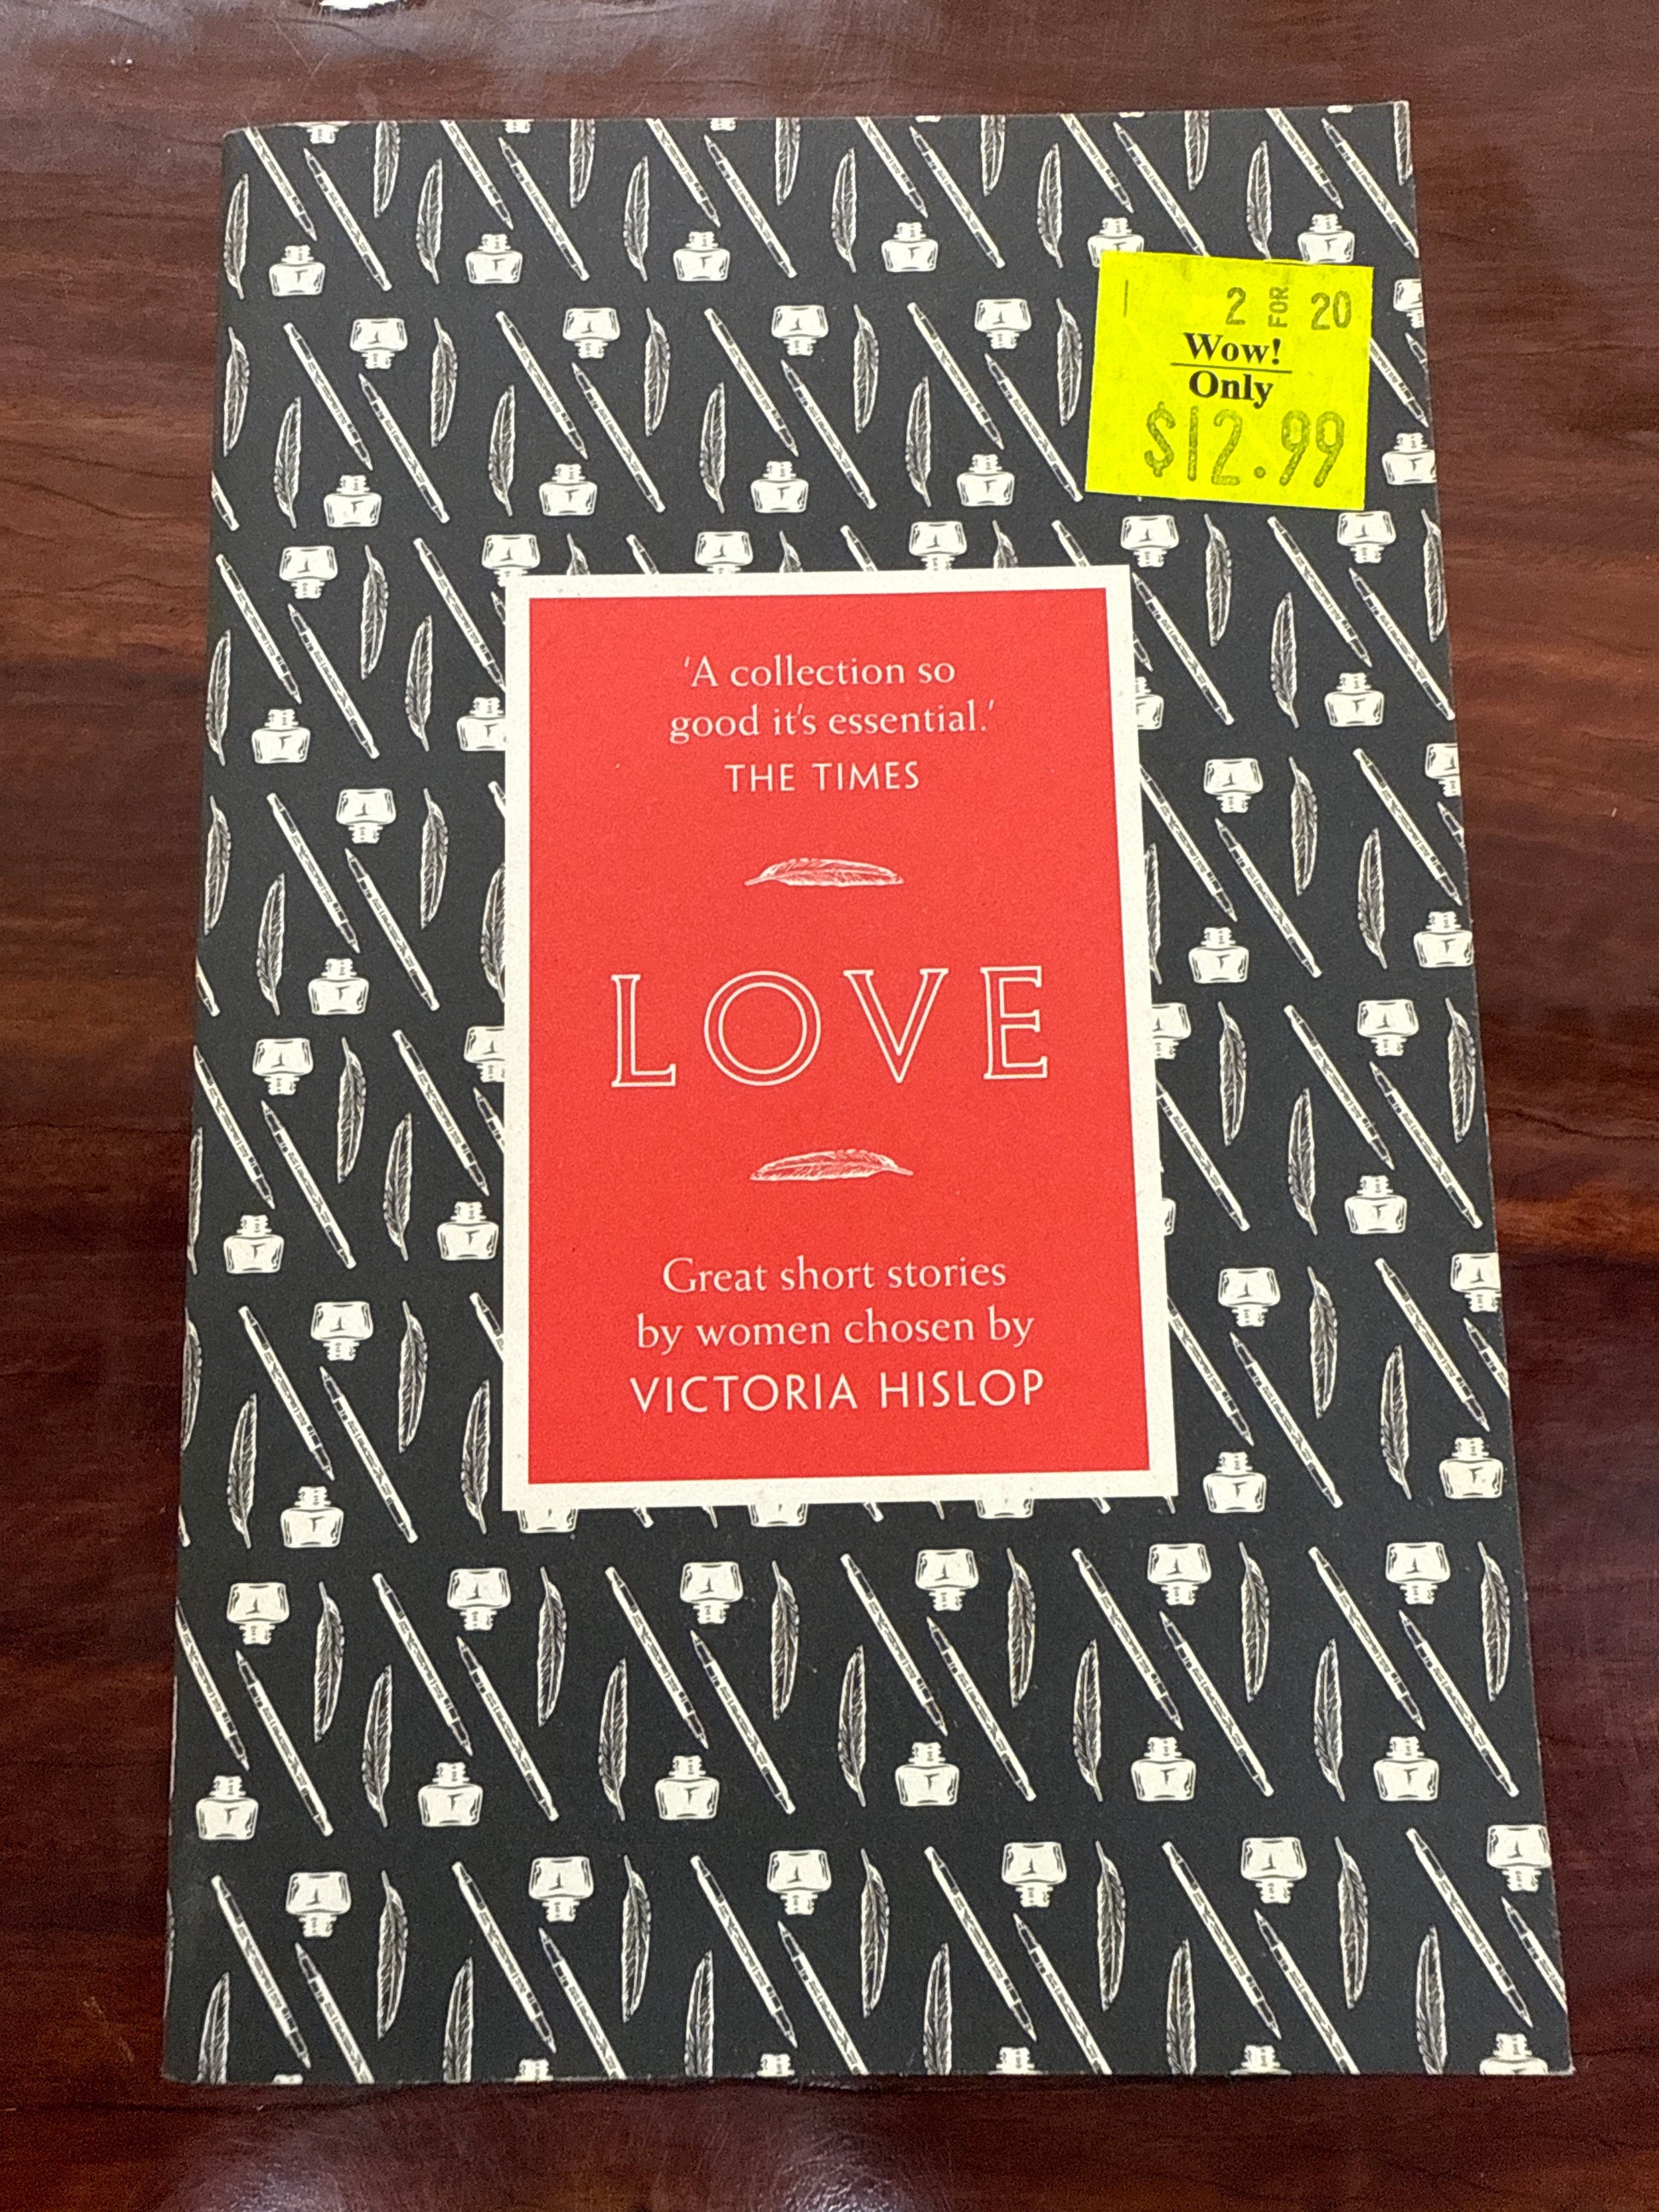 2 FOR 20
Wow!
Only
$12.99
'A collection so
good it's essential.'
THE TIMES
LOVE
Great short stories
by women chosen by
VICTORIA HISLOP